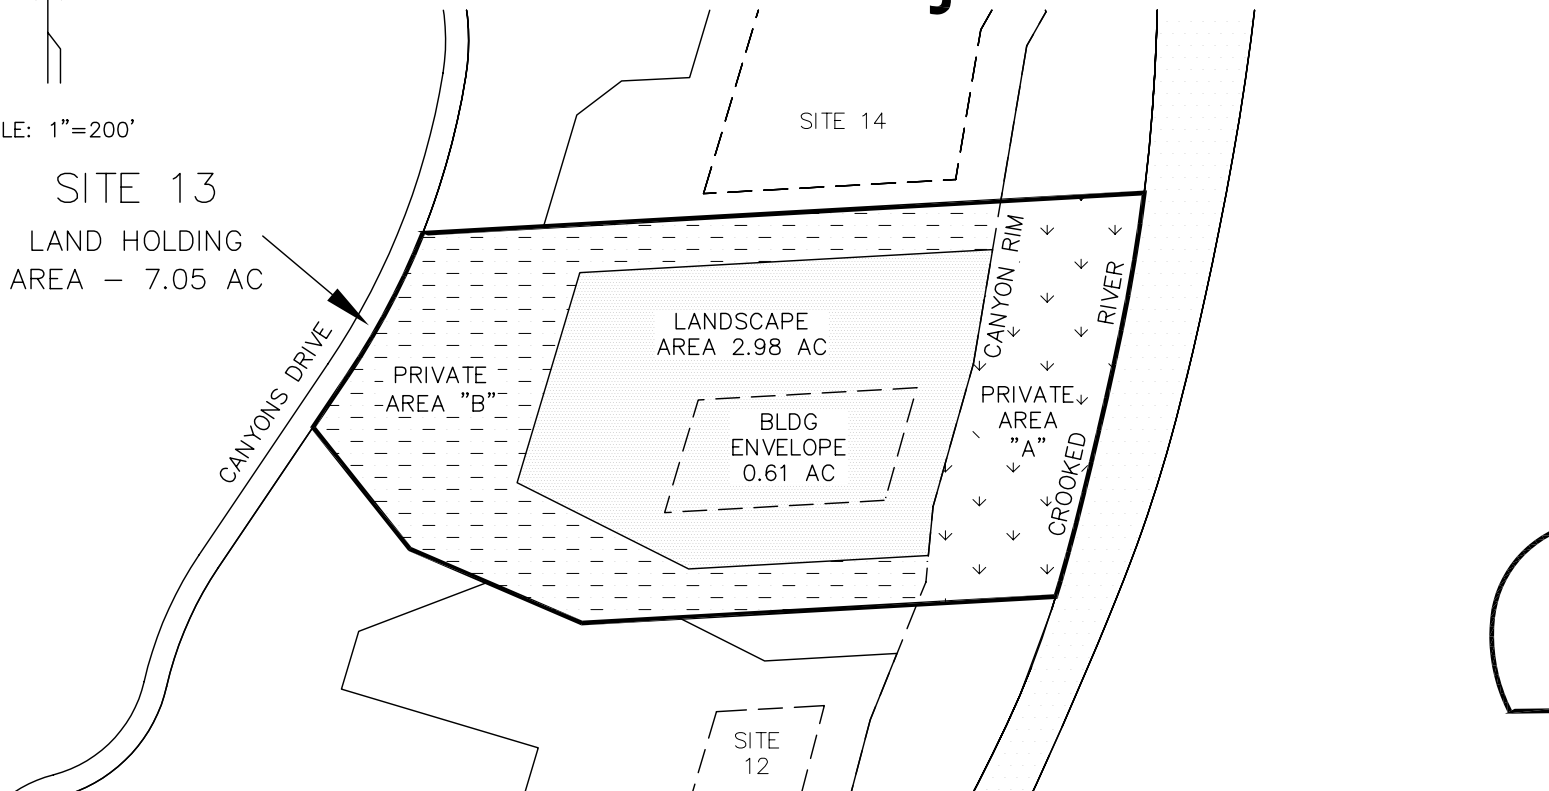 LE: 1"=200'
SITE 13
LAND HOLDING
AREA – 7.05 AC
SITE 14
CANYON RIM
RIVER
LANDSCAPE
AREA 2.98 AC
CANYONS DRIVE
PRIVATE
AREA "B"
PRIVATE
AREA
"A"
BLDG
ENVELOPE
0.61 AC
CROOKED
SITE
12